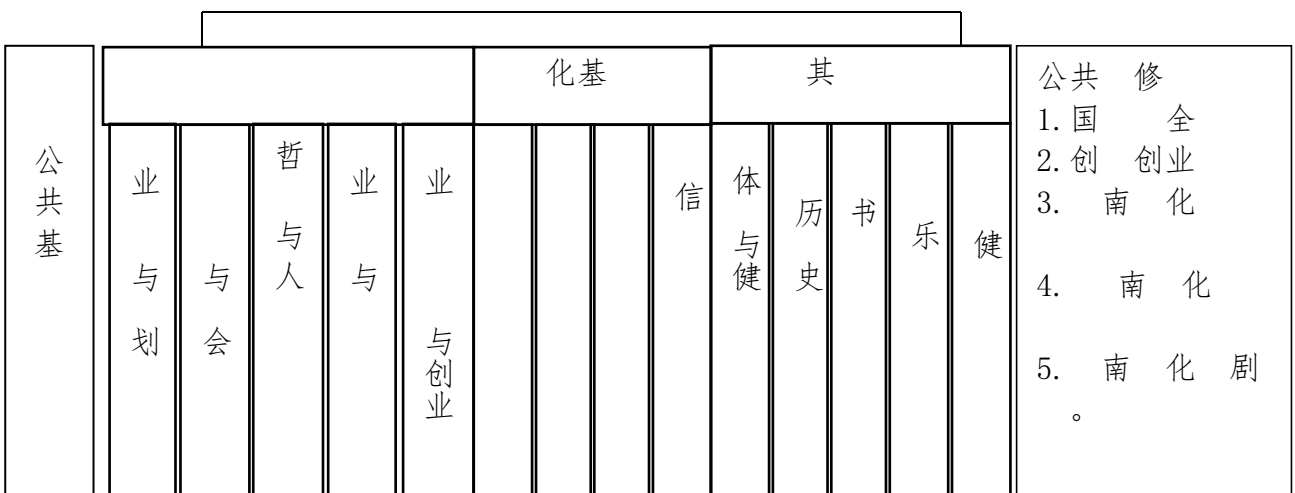 公共基
化基
其
业与划
与会
哲与人
业与
业与创业
信
体与健
历史
书
乐
健
公共 修
1.国 全
2.创 创业
3. 南 化
4. 南 化
5. 南 化 剧
。